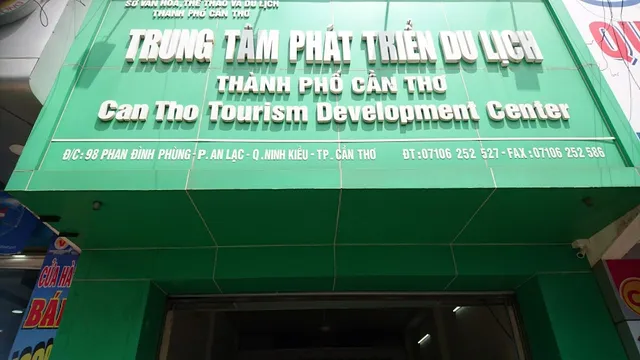 SỞ VĂN HÓA, THỂ THAO VÀ DU LỊCH
THÀNH PHỐ CẦN THƠ
TRUNG TÂM PHÁT TRIỂN DU LỊCH
THÀNH PHỐ CẦN THƠ
Can Tho Tourism Development Center
Đ/C: 98 PHAN ĐÌNH PHÙNG - P. AN LẠC - Q. NINH KIỀU - TP. CẦN THƠ ĐT: 07106 252 527 - FAX: 07106 252 586
CỬA HÀ
BÁ